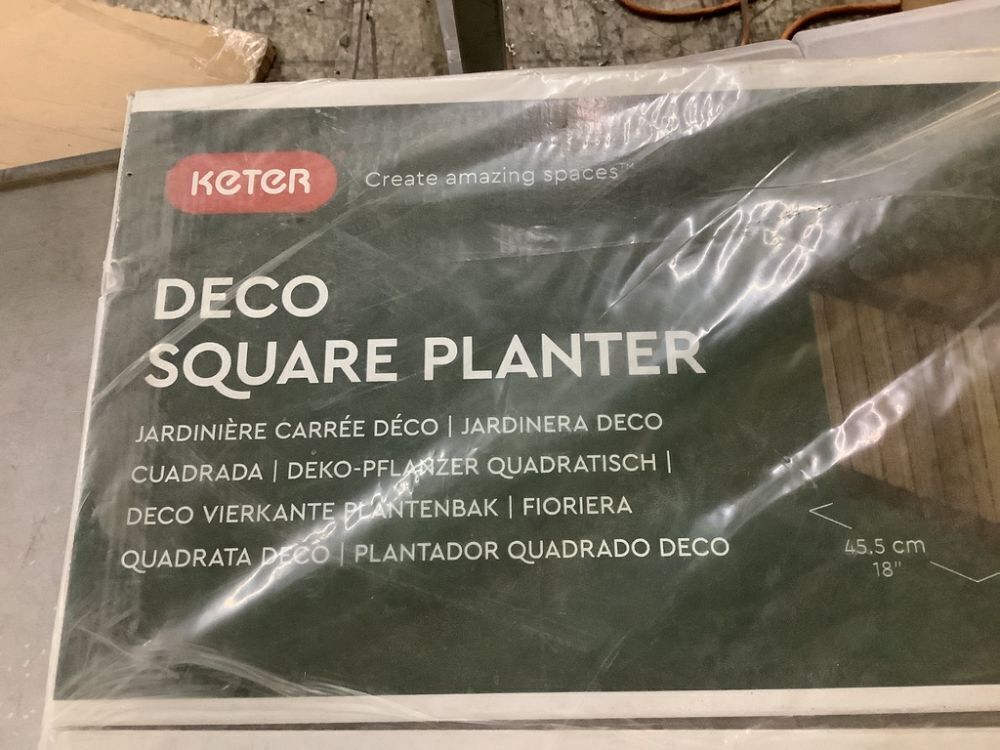 KETER
Create amazing spaces™
DECO
SQUARE PLANTER
JARDINIÈRE CARRÉE DÉCO | JARDINERA DECO
CUADRADA | DEKO-PFLANZER QUADRATISCH |
DECO VIERKANTE PLANTENBAK | FIORIERA
QUADRATA DECO | PLANTADOR QUADRADO DECO
45.5 cm
18"